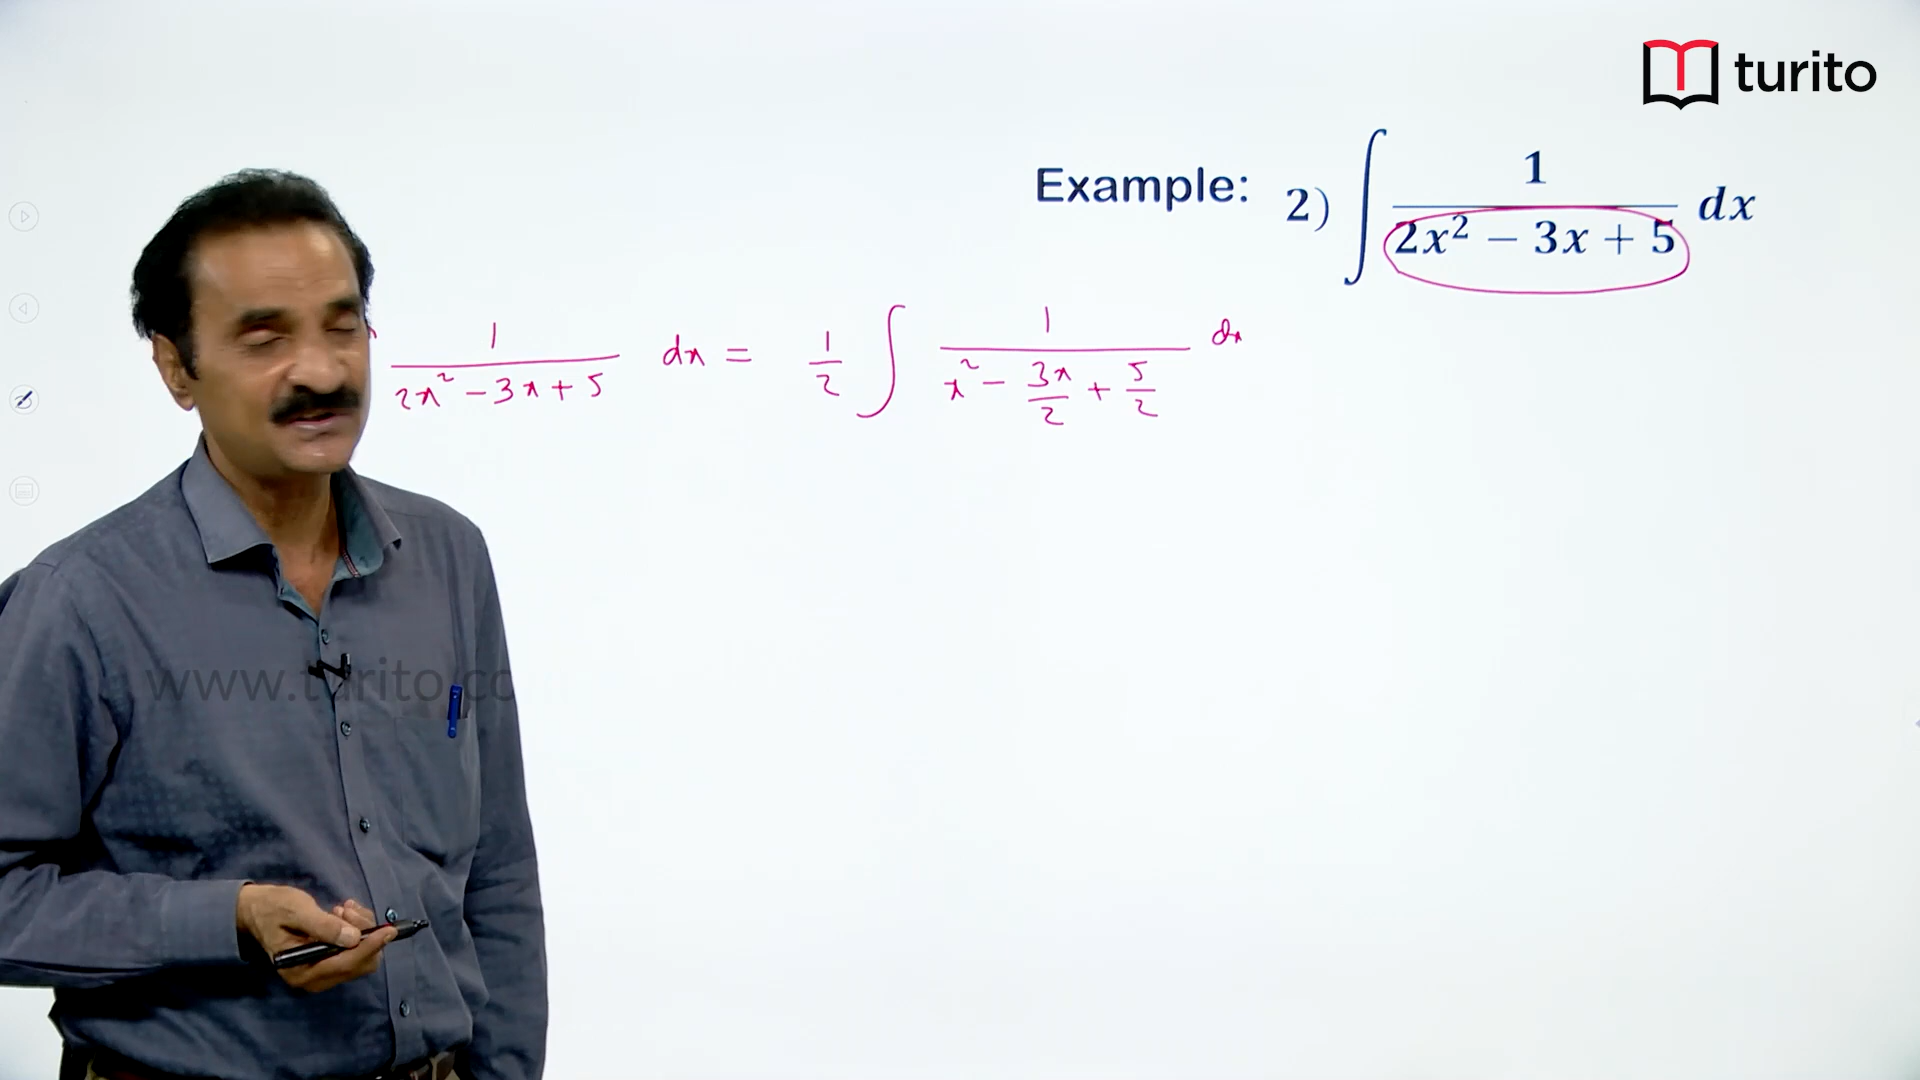 turito
Example: 2) ∫ 1/(2x² − 3x + 5) dx
1/(2x² − 3x + 5) dx = 1/2 ∫ 1/(x² − 3x/2 + 5/2) dx
www.turito.co